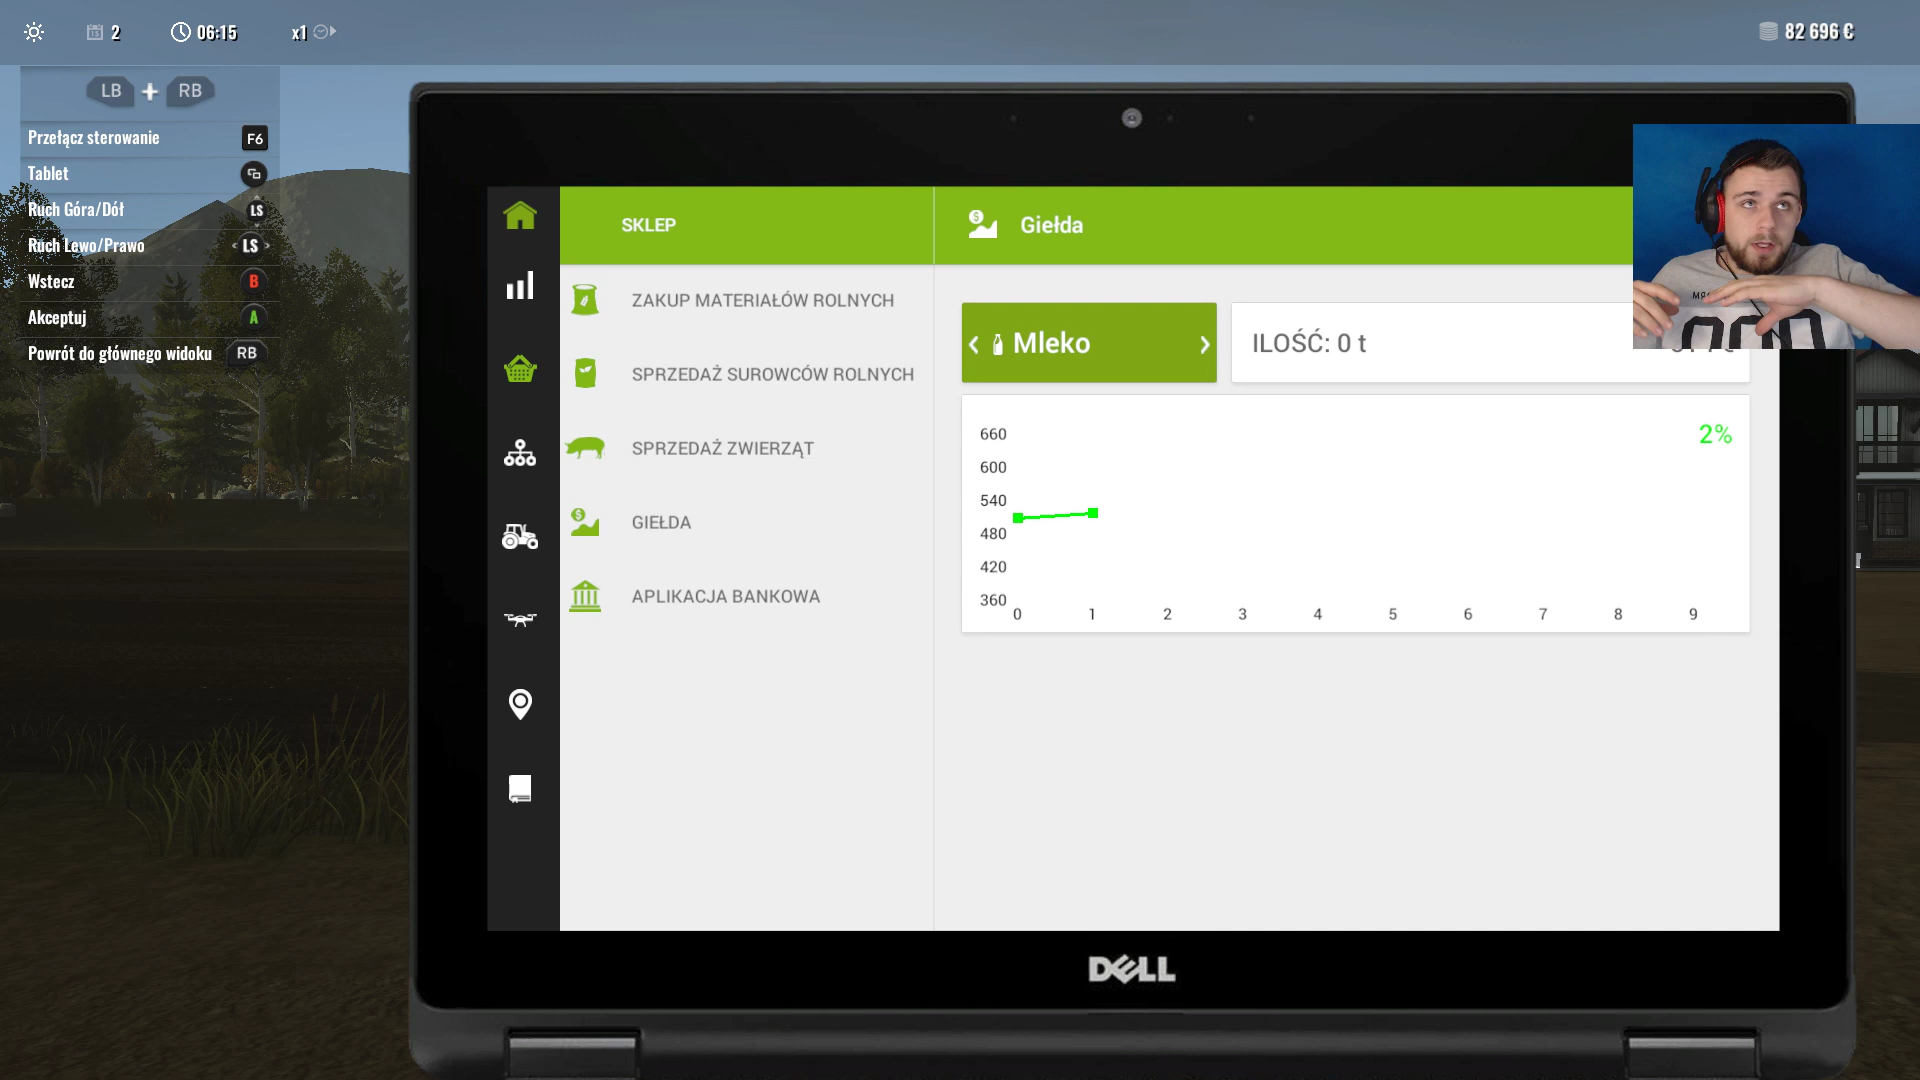 2
06:15
x1
82 696 €
LB + RB
Przełącz sterowanie F6
Tablet
Ruch Góra/Dół LS
Ruch Lewo/Prawo < LS >
Wstecz B
Akceptuj A
Powrót do głównego widoku RB
SKLEP
ZAKUP MATERIAŁÓW ROLNYCH
SPRZEDAŻ SUROWCÓW ROLNYCH
SPRZEDAŻ ZWIERZĄT
GIEŁDA
APLIKACJA BANKOWA
Giełda
Mleko
ILOŚĆ: 0 t
2%
660
600
540
480
420
360
0 1 2 3 4 5 6 7 8 9
DELL